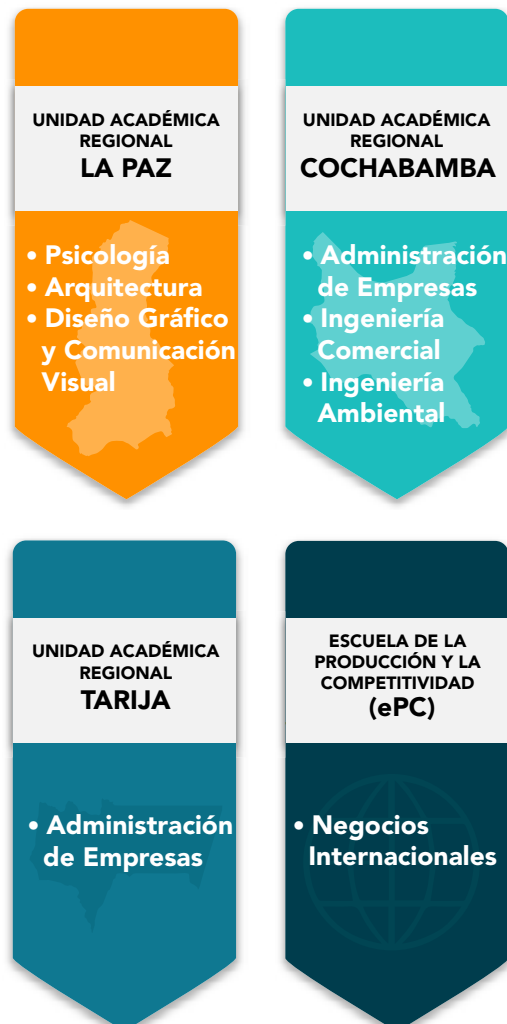 UNIDAD ACADÉMICA
REGIONAL
LA PAZ
• Psicología
• Arquitectura
• Diseño Gráfico
y Comunicación
Visual
UNIDAD ACADÉMICA
REGIONAL
COCHABAMBA
• Administración
de Empresas
• Ingeniería
Comercial
• Ingeniería
Ambiental
UNIDAD ACADÉMICA
REGIONAL
TARIJA
• Administración
de Empresas
ESCUELA DE LA
PRODUCCIÓN Y LA
COMPETITIVIDAD
(ePC)
• Negocios
Internacionales